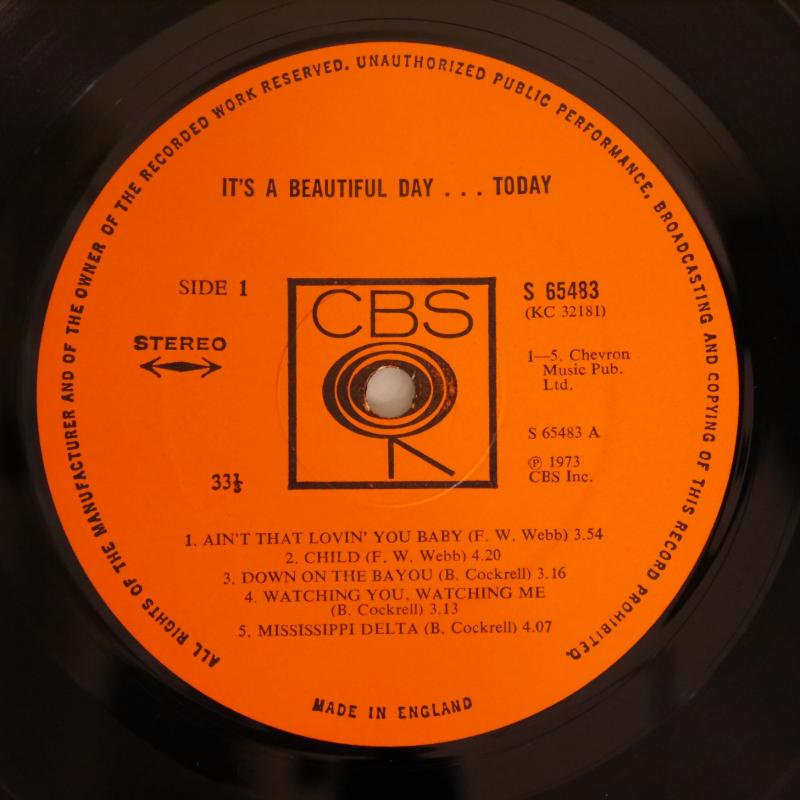 ALL RIGHTS OF THE MANUFACTURER AND OF THE OWNER OF THE RECORDED WORK RESERVED. UNAUTHORIZED PUBLIC PERFORMANCE, BROADCASTING AND COPYING OF THIS RECORD PROHIBITED.
IT'S A BEAUTIFUL DAY . . . TODAY
SIDE 1
CBS
S 65483
(KC 32181)
STEREO
1—5. Chevron
Music Pub.
Ltd.
S 65483 A
℗ 1973
CBS Inc.
33⅓
1. AIN'T THAT LOVIN' YOU BABY (F. W. Webb) 3.54
2. CHILD (F. W. Webb) 4.20
3. DOWN ON THE BAYOU (B. Cockrell) 3.16
4. WATCHING YOU, WATCHING ME
(B. Cockrell) 3.13
5. MISSISSIPPI DELTA (B. Cockrell) 4.07
MADE IN ENGLAND